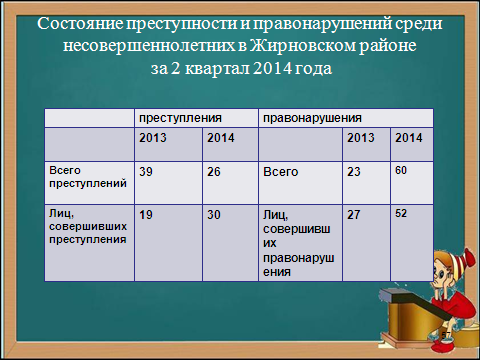 Состояние преступности и правонарушений среди
несовершеннолетних в Жирновском районе
за 2 квартал 2014 года
преступления правонарушения
2013 2014 2013 2014
Всего преступлений 39 26 Всего 23 60
Лиц, совершивших преступления 19 30 Лиц, совершивших правонарушения 27 52